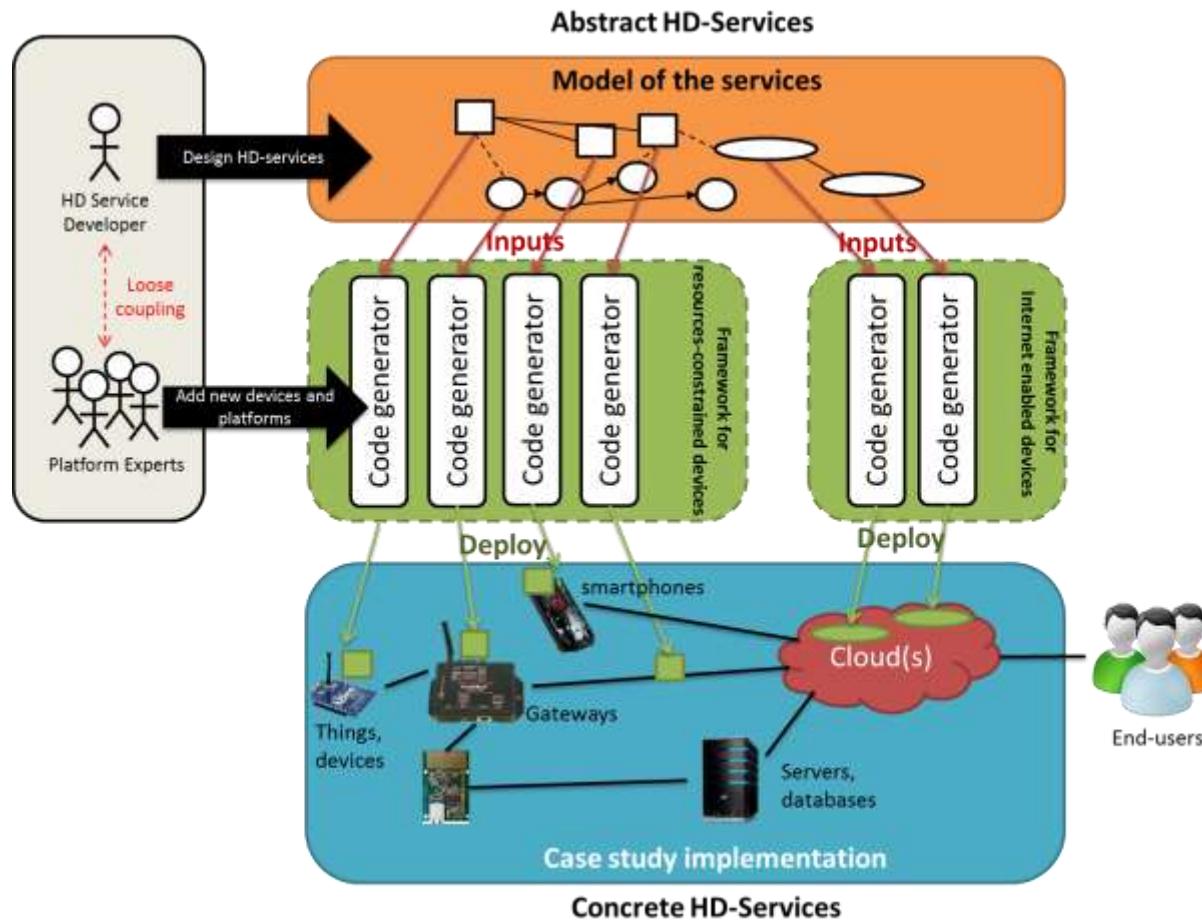 Abstract HD-Services
Model of the services
Design HD-services
HD Service
Developer
Loose
coupling
Add new devices and
platforms
Platform Experts
Inputs
Inputs
Code generator
Code generator
Code generator
Code generator
Framework for
resources-constrained devices
Code generator
Code generator
Framework for
Internet enabled devices
Deploy
Deploy
smartphones
Cloud(s)
Things,
devices
Gateways
Servers,
databases
End-users
Case study implementation
Concrete HD-Services